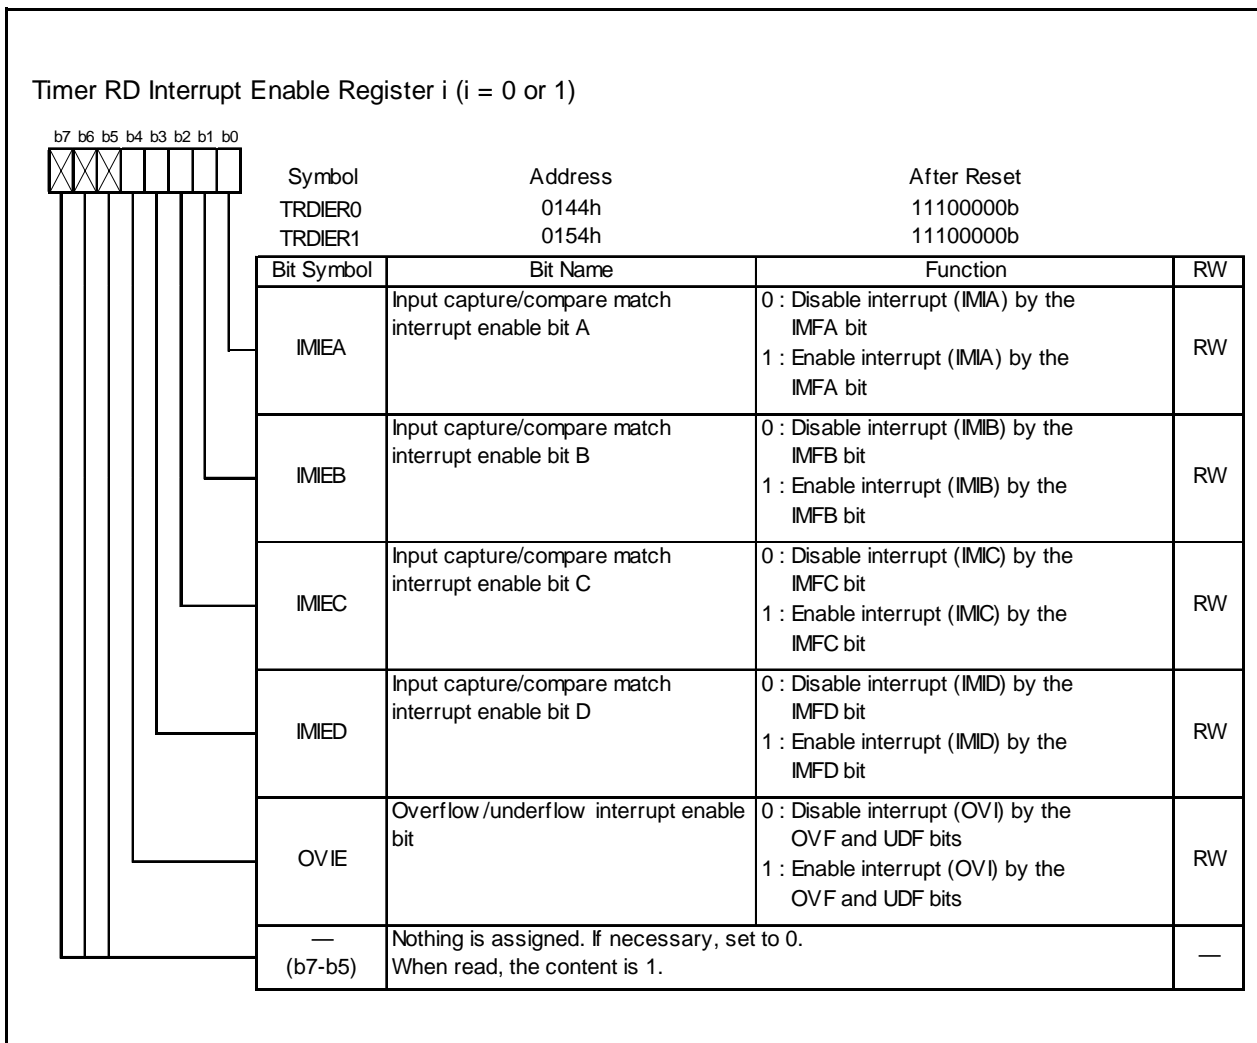 Timer RD Interrupt Enable Register i (i = 0 or 1)
b7 b6 b5 b4 b3 b2 b1 b0
Symbol Address After Reset
TRDIER0 0144h 11100000b
TRDIER1 0154h 11100000b
Bit Symbol Bit Name Function RW
IMIEA
Input capture/compare match
interrupt enable bit A
0 : Disable interrupt (IMIA) by the
IMFA bit
1 : Enable interrupt (IMIA) by the
IMFA bit
RW
IMIEB
Input capture/compare match
interrupt enable bit B
0 : Disable interrupt (IMIB) by the
IMFB bit
1 : Enable interrupt (IMIB) by the
IMFB bit
RW
IMIEC
Input capture/compare match
interrupt enable bit C
0 : Disable interrupt (IMIC) by the
IMFC bit
1 : Enable interrupt (IMIC) by the
IMFC bit
RW
IMIED
Input capture/compare match
interrupt enable bit D
0 : Disable interrupt (IMID) by the
IMFD bit
1 : Enable interrupt (IMID) by the
IMFD bit
RW
OVIE
Overflow/underflow interrupt enable
bit
0 : Disable interrupt (OVI) by the
OVF and UDF bits
1 : Enable interrupt (OVI) by the
OVF and UDF bits
RW
—
(b7-b5)
Nothing is assigned. If necessary, set to 0.
When read, the content is 1.
—